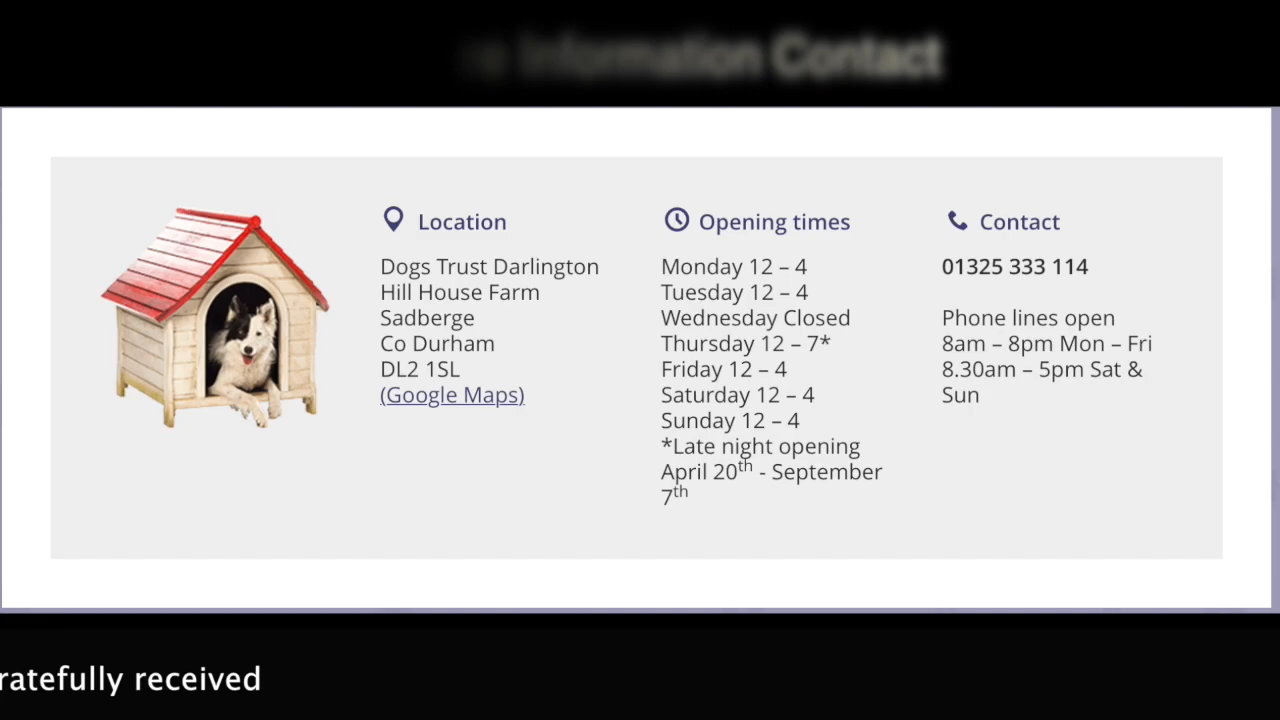 Information Contact
Location
Dogs Trust Darlington
Hill House Farm
Sadberge
Co Durham
DL2 1SL
(Google Maps)
Opening times
Monday 12 – 4
Tuesday 12 – 4
Wednesday Closed
Thursday 12 – 7*
Friday 12 – 4
Saturday 12 – 4
Sunday 12 – 4
*Late night opening
April 20th - September
7th
Contact
01325 333 114
Phone lines open
8am – 8pm Mon – Fri
8.30am – 5pm Sat &
Sun
ratefully received